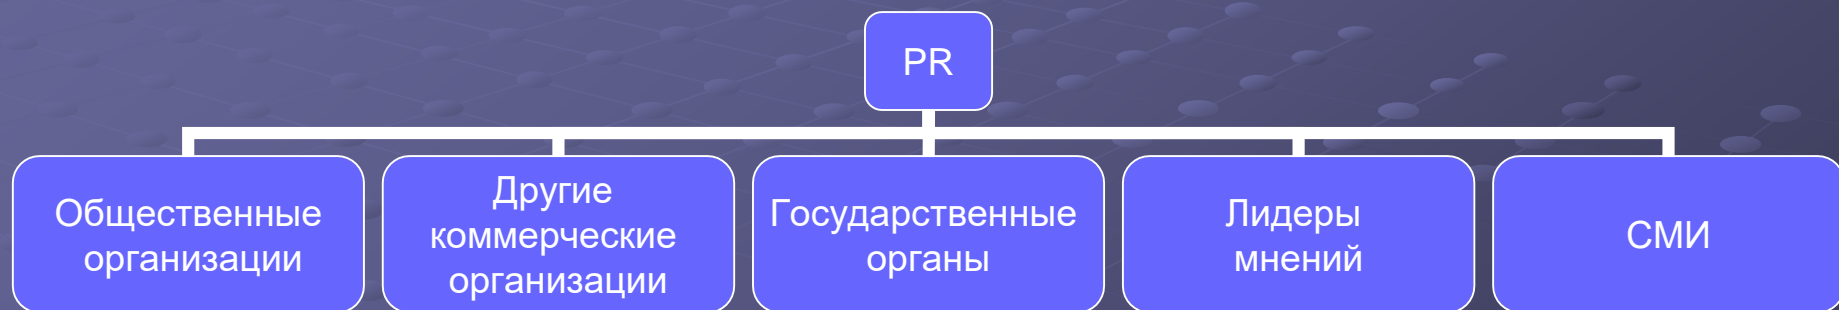 PR
Общественные
организации
Другие
коммерческие
организации
Государственные
органы
Лидеры
мнений
СМИ